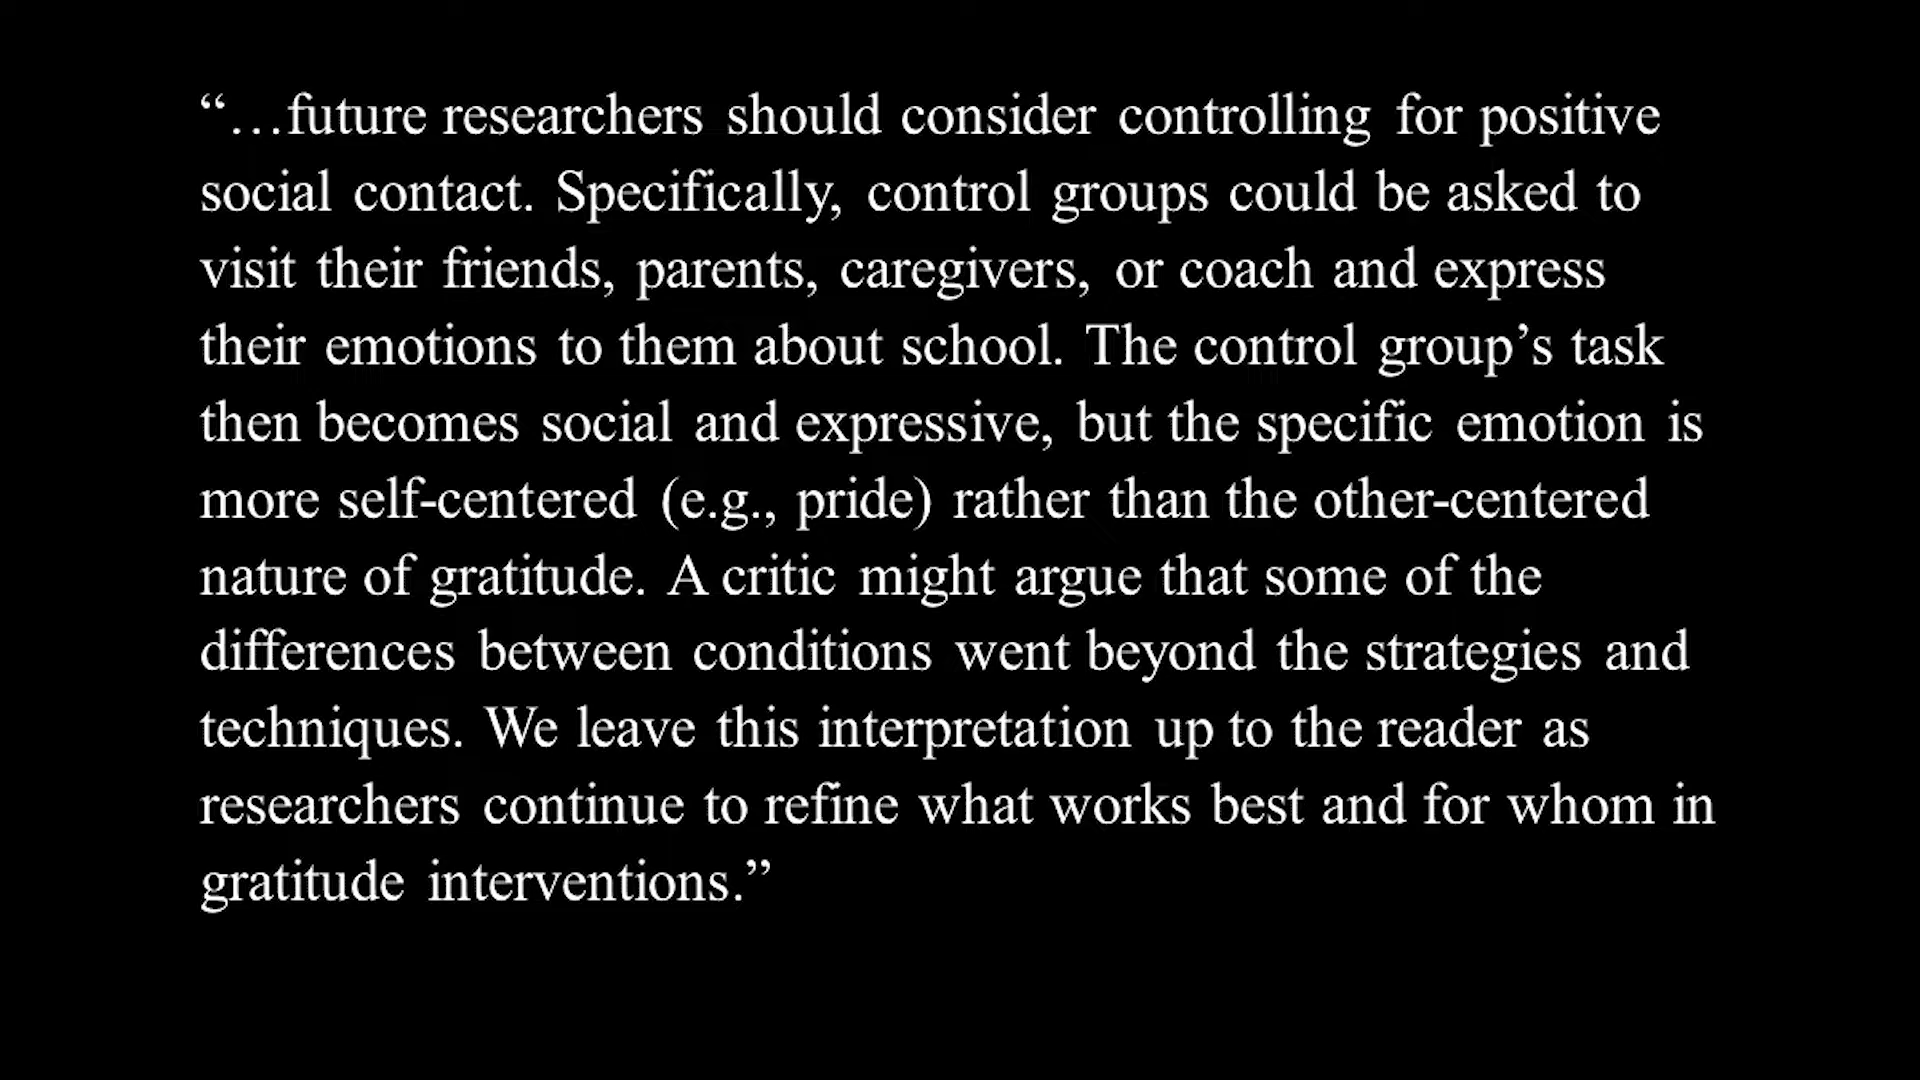 “…future researchers should consider controlling for positive
social contact. Specifically, control groups could be asked to
visit their friends, parents, caregivers, or coach and express
their emotions to them about school. The control group’s task
then becomes social and expressive, but the specific emotion is
more self-centered (e.g., pride) rather than the other-centered
nature of gratitude. A critic might argue that some of the
differences between conditions went beyond the strategies and
techniques. We leave this interpretation up to the reader as
researchers continue to refine what works best and for whom in
gratitude interventions.”